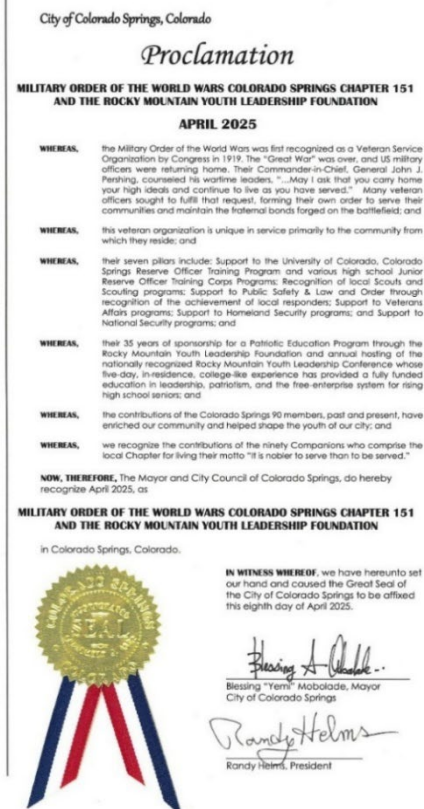 City of Colorado Springs, Colorado
Proclamation
MILITARY ORDER OF THE WORLD WARS COLORADO SPRINGS CHAPTER 151
AND THE ROCKY MOUNTAIN YOUTH LEADERSHIP FOUNDATION
APRIL 2025
WHEREAS, the Military Order of the World Wars was first recognized as a Veteran Service
Organization by Congress in 1919. The "Great War" was over, and US military
officers were returning home. Their Commander-in-Chief, General John J.
Pershing, counseled his wartime leaders, "...May I ask that you carry home
your high ideals and continue to live as you have served." Many veteran
officers sought to fulfill that request, forming their own order to serve their
communities and maintain the fraternal bonds forged on the battlefield; and
WHEREAS, this veteran organization is unique in service primarily to the community from
which they reside; and
WHEREAS, their seven pillars include: Support to the University of Colorado, Colorado
Springs Reserve Officer Training Program and various high school Junior
Reserve Officer Training Corps Programs; Recognition of local Scouts and
Scouting programs; Support to Public Safety & Law and Order through
recognition of the achievement of local responders; Support to Veterans
Affairs programs; Support to Homeland Security programs; and Support to
National Security programs; and
WHEREAS, their 35 years of sponsorship for a Patriotic Education Program through the
Rocky Mountain Youth Leadership Foundation and annual hosting of the
nationally recognized Rocky Mountain Youth Leadership Conference whose
five-day, in-residence, college-like experience has provided a fully funded
education in leadership, patriotism, and the free-enterprise system for rising
high school seniors; and
WHEREAS, the contributions of the Colorado Springs 90 members, past and present, have
enriched our community and helped shape the youth of our city; and
WHEREAS, we recognize the contributions of the ninety Companions who comprise the
local Chapter for living their motto "It is nobler to serve than to be served."
NOW, THEREFORE, The Mayor and City Council of Colorado Springs, do hereby
recognize April 2025, as
MILITARY ORDER OF THE WORLD WARS COLORADO SPRINGS CHAPTER 151
AND THE ROCKY MOUNTAIN YOUTH LEADERSHIP FOUNDATION
in Colorado Springs, Colorado.
IN WITNESS WHEREOF, we have hereunto set
our hand and caused the Great Seal of
the City of Colorado Springs to be affixed
this eighth day of April 2025.
SEAL
Blessing A
Blessing "Yemi" Mobolade, Mayor
City of Colorado Springs
Randy Helms
Randy Helms, President